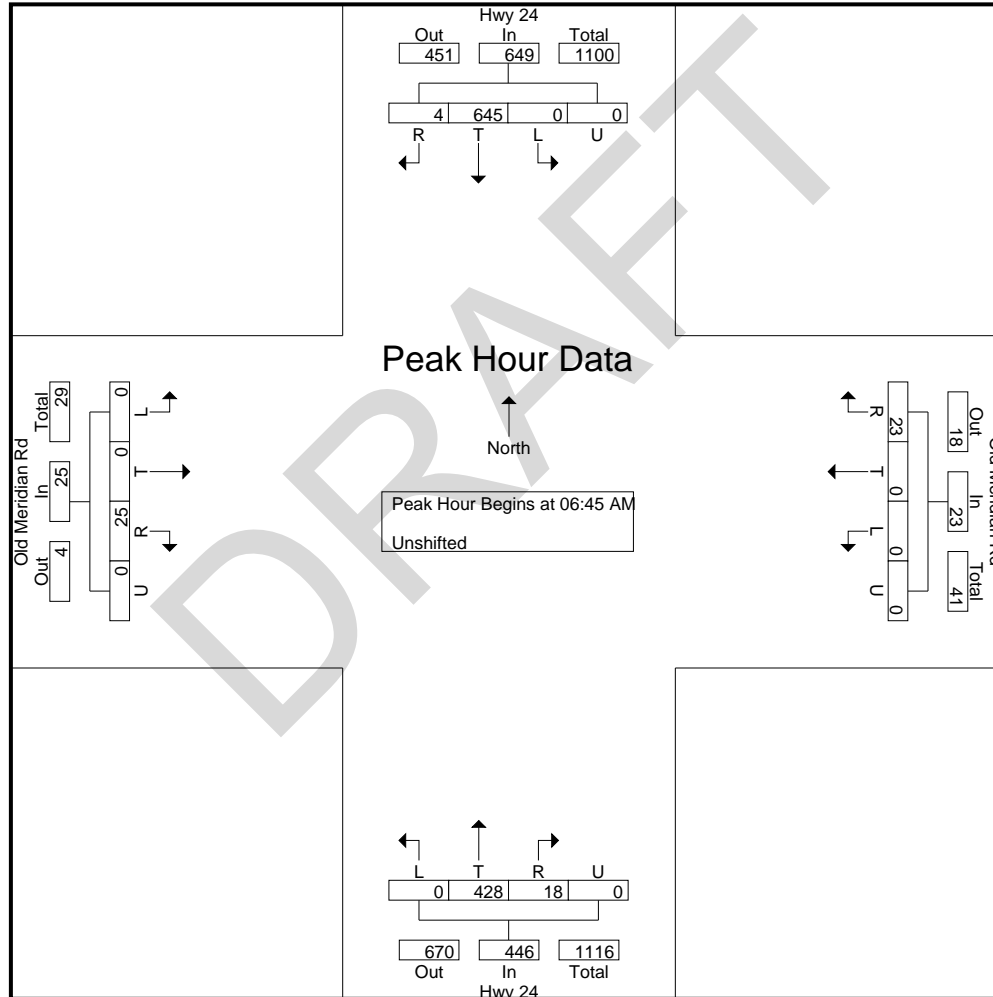 Hwy 24
Out In Total
451 649 1100
4 645 0 0
R T L U
Peak Hour Data
North
Peak Hour Begins at 06:45 AM
Unshifted
Old Meridian Rd
Total In Out
29 25 4
0 0 25 0
L T R U
R T L U
23 0 0 0
Out In Total
18 23 41
Rd
L T R U
0 428 18 0
670 446 1116
Out In Total
Hwy 24
DRAFT